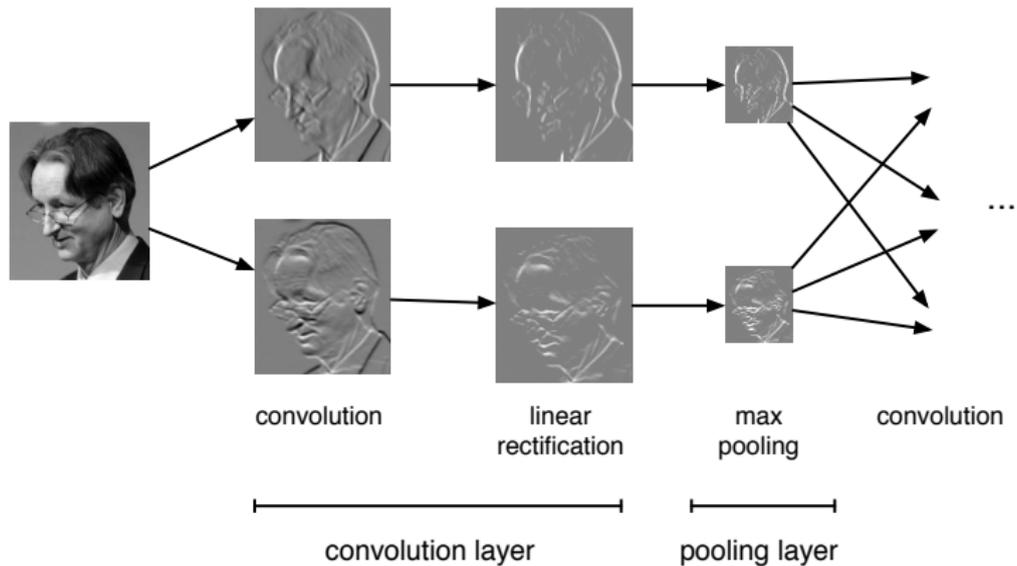 ...
convolution
linear
rectification
max
pooling
convolution
convolution layer
pooling layer